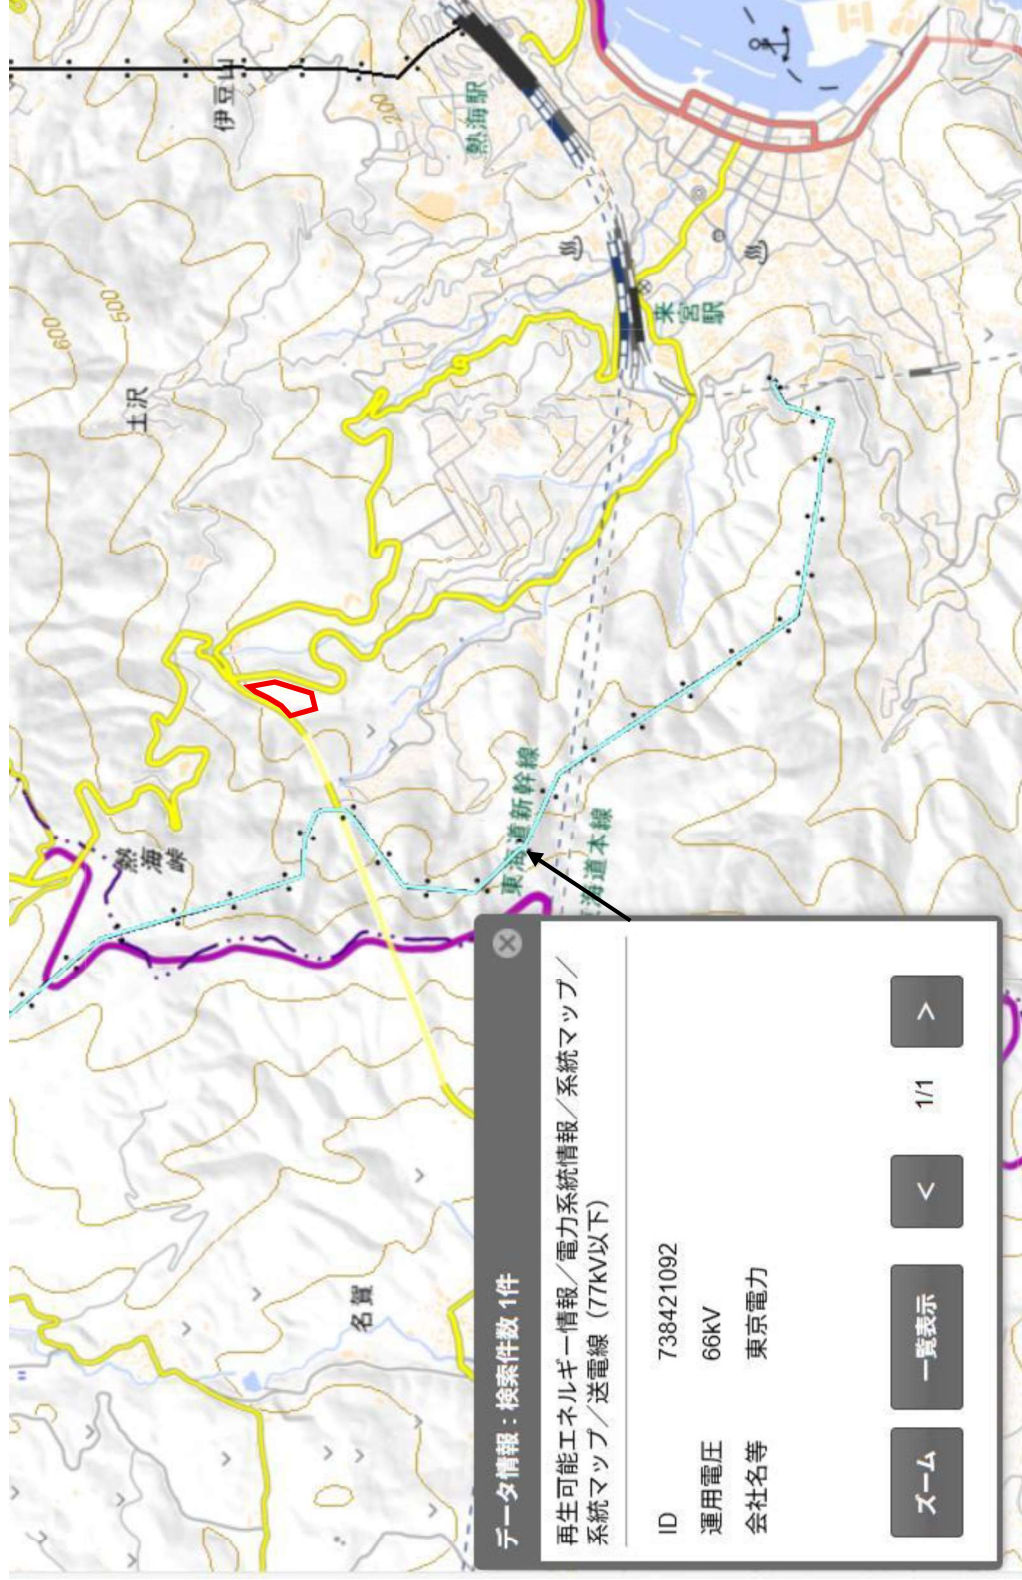 伊豆山
熱海駅
200
600
500
土沢
来宮
駅
熱海
峠
東海道新幹線
海道本線
名賀
データ情報:検索件数 1件
再生可能エネルギー情報/電力系統情報/系統マップ/
系統マップ/送電線(77kV以下)
ID 738421092
運用電圧 66kV
会社名等 東京電力
ズーム 一覧表示 < 1/1 >